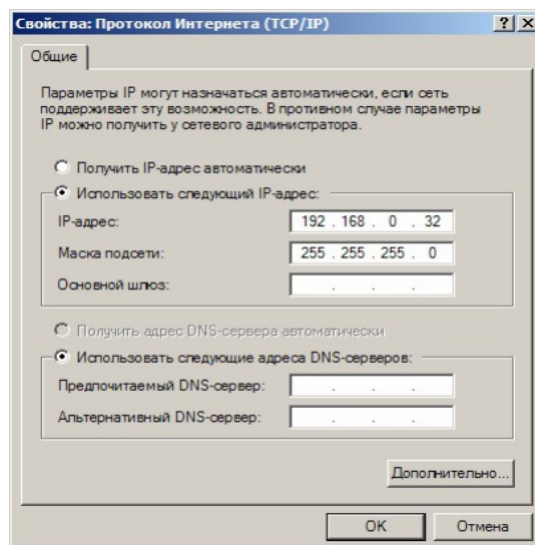 Свойства: Протокол Интернета (TCP/IP)
Общие
Параметры IP могут назначаться автоматически, если сеть
поддерживает эту возможность. В противном случае параметры
IP можно получить у сетевого администратора.
Получить IP-адрес автоматически
Использовать следующий IP-адрес:
IP-адрес: 192 . 168 . 0 . 32
Маска подсети: 255 . 255 . 255 . 0
Основной шлюз: . . .
Получить адрес DNS-сервера автоматически
Использовать следующие адреса DNS-серверов:
Предпочитаемый DNS-сервер: . . .
Альтернативный DNS-сервер: . . .
Дополнительно...
OK Отмена